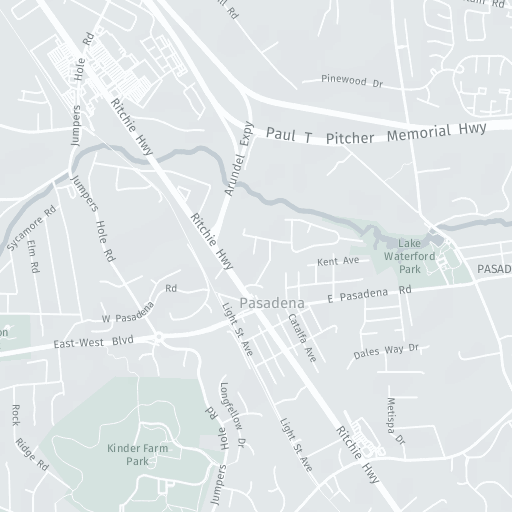 Rd
Jumpers Hole Rd
Pinewood Dr
Ritchie Hwy
Paul T Pitcher Memorial Hwy
Arundel Expy
Jumpers Hole Rd
Sycamore Rd
Elm Rd
Ritchie Hwy
Lake
Waterford
Park
Kent Ave
PASAD
Rd
E Pasadena Rd
Pasadena
W Pasadena
Light St Ave
Catalfa Ave
on
East-West Blvd
Dales Way Dr
Longfellow Dr
Jumpers Hole Rd
Metispa Dr
Rock
Ridge Rd
Light St Ave
Ritchie Hwy
Kinder Farm
Park